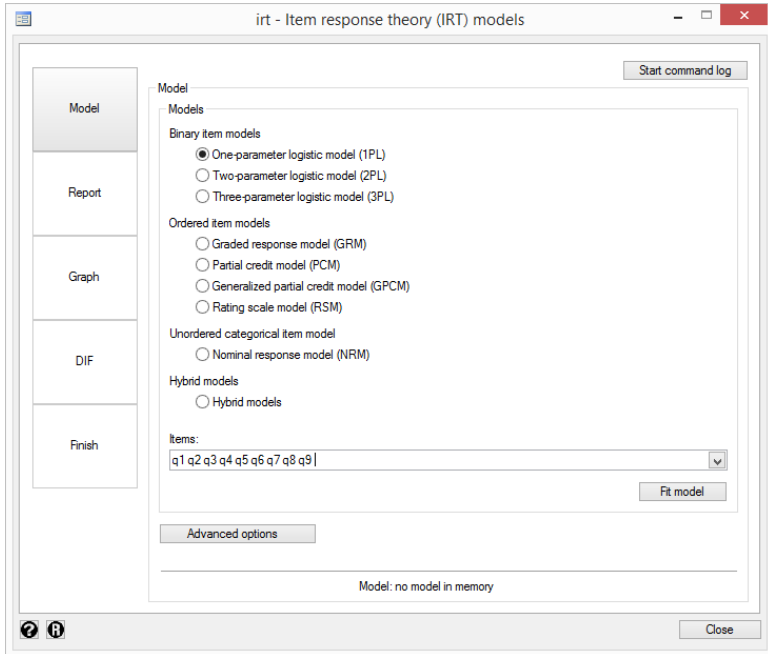 irt - Item response theory (IRT) models
Start command log
Model
Report
Graph
DIF
Finish
Model
Models
Binary item models
One-parameter logistic model (1PL)
Two-parameter logistic model (2PL)
Three-parameter logistic model (3PL)
Ordered item models
Graded response model (GRM)
Partial credit model (PCM)
Generalized partial credit model (GPCM)
Rating scale model (RSM)
Unordered categorical item model
Nominal response model (NRM)
Hybrid models
Hybrid models
Items:
q1 q2 q3 q4 q5 q6 q7 q8 q9
Fit model
Advanced options
Model: no model in memory
? R
Close